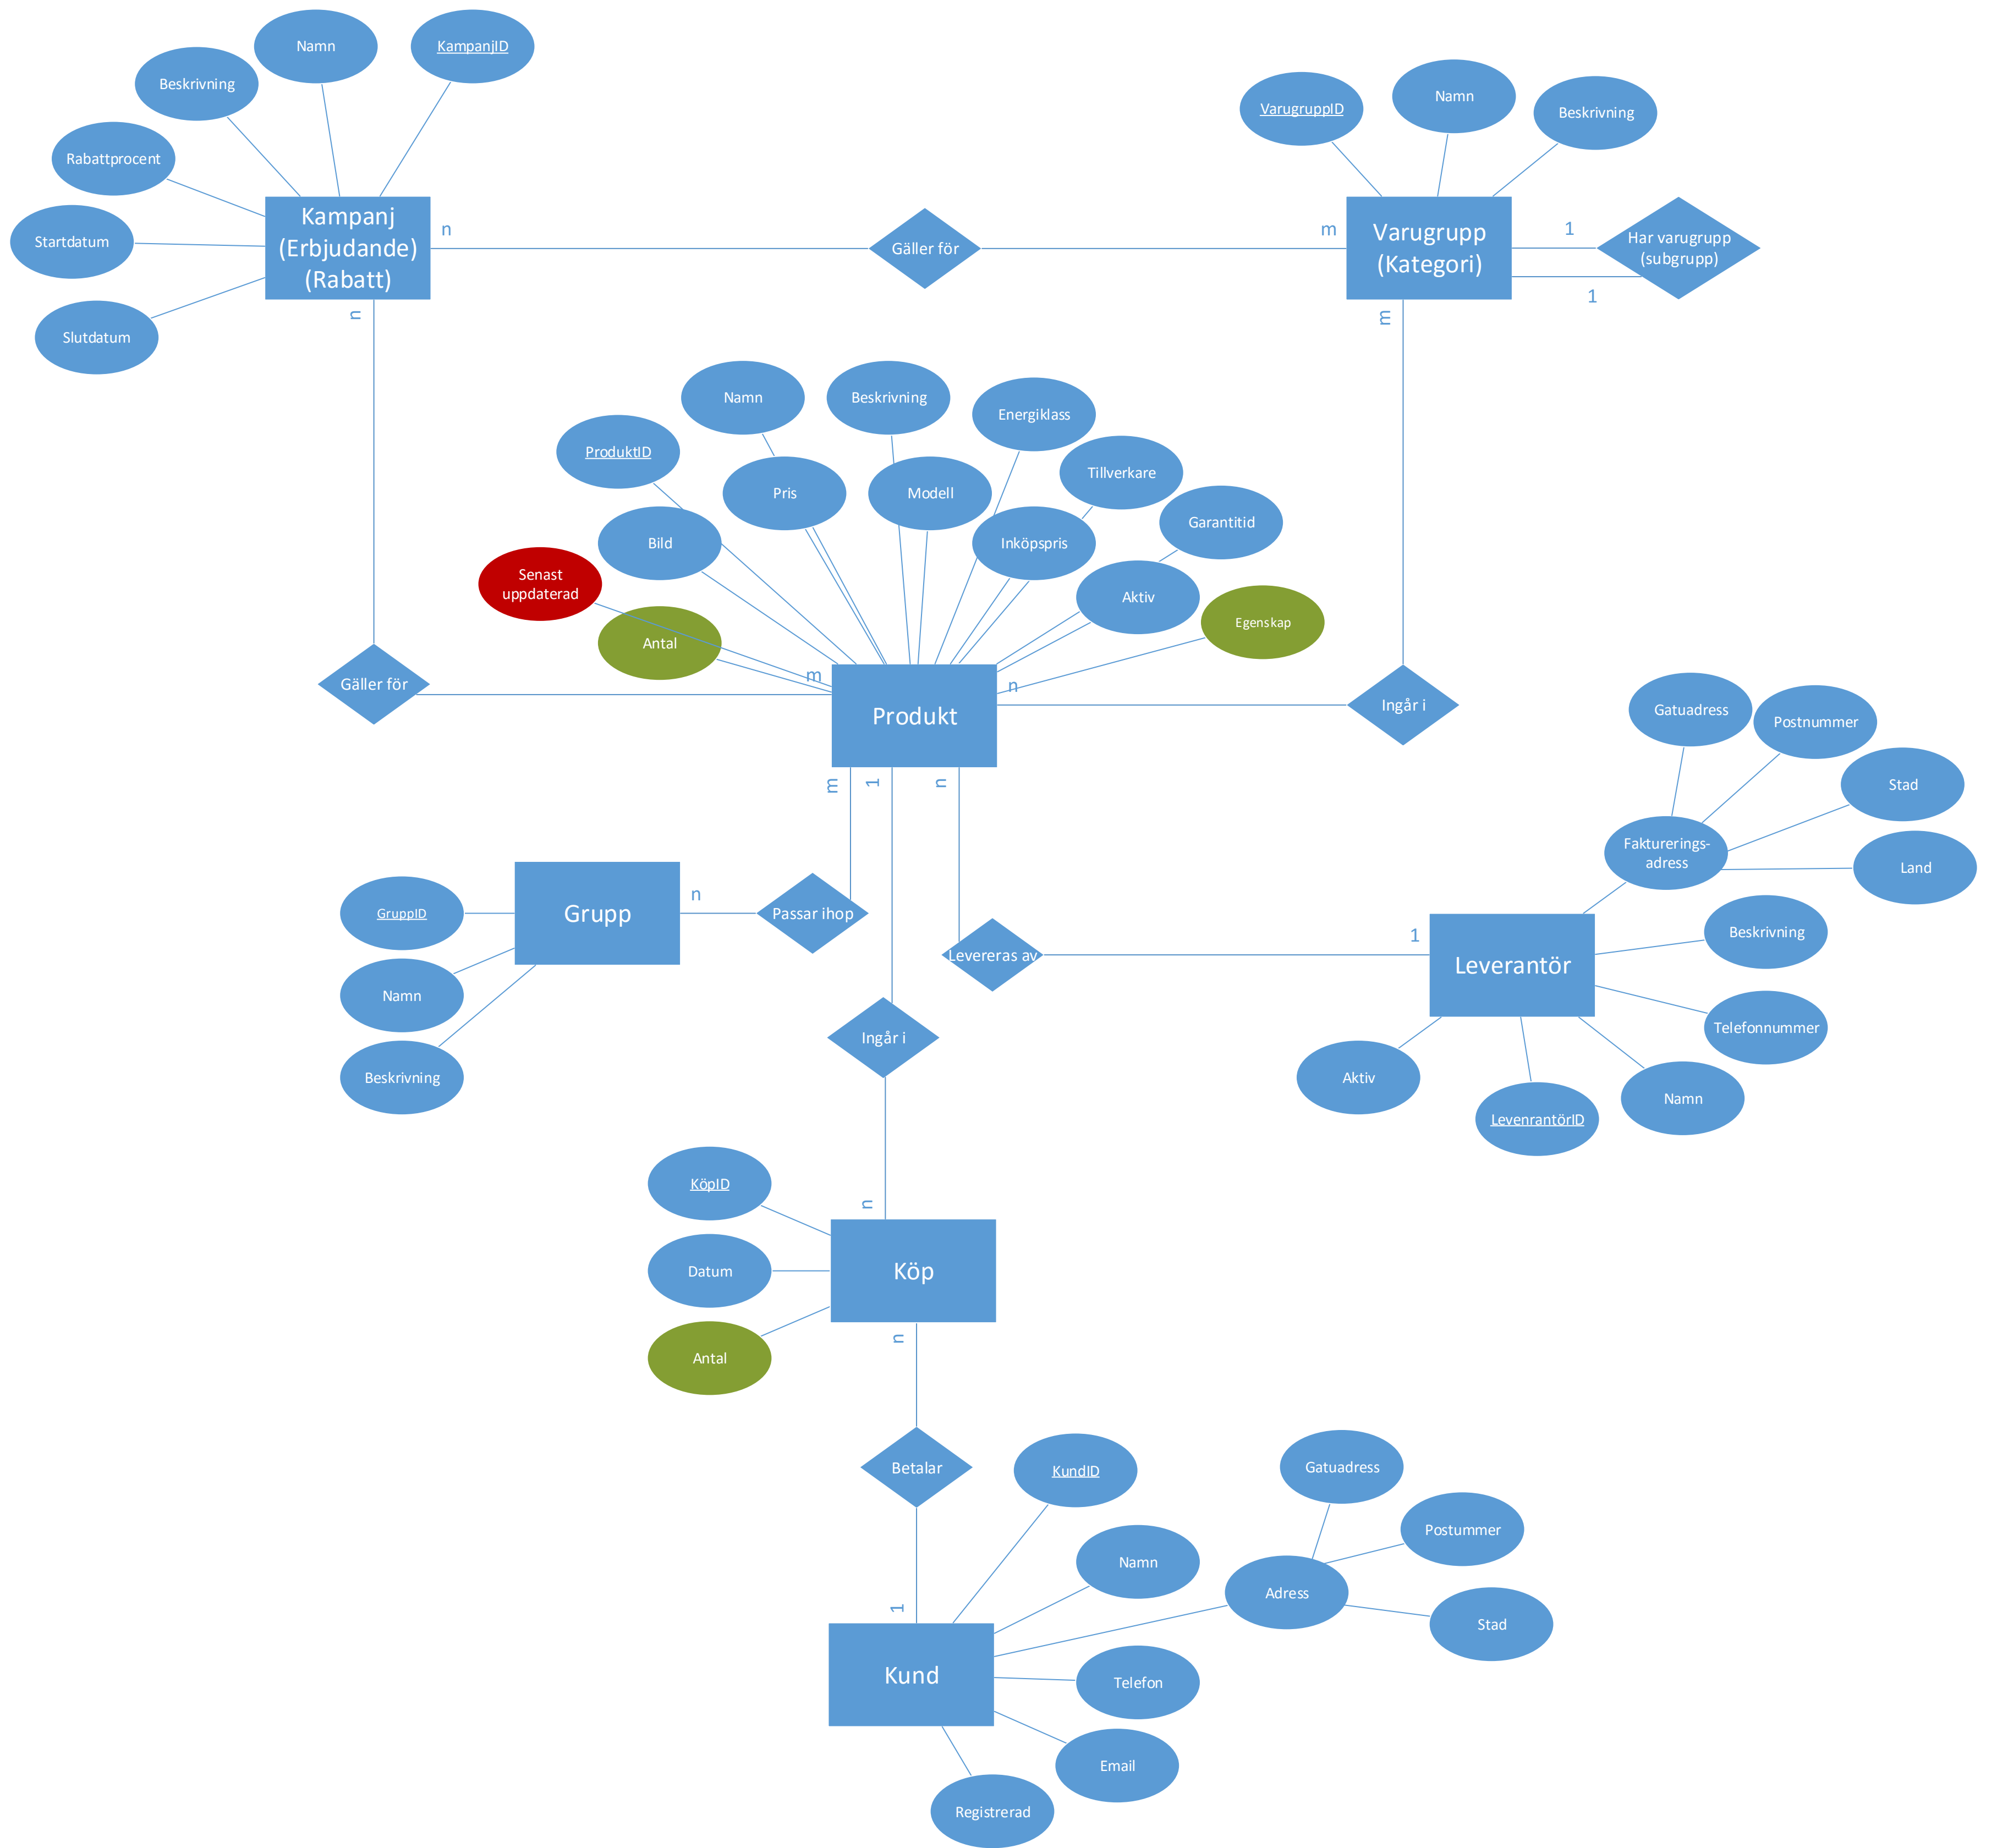 Namn
KampanjID
Beskrivning
Rabattprocent
Startdatum
Slutdatum
Kampanj
(Erbjudande)
(Rabatt)
n
n
Gäller för
m
VarugruppID
Namn
Beskrivning
Varugrupp
(Kategori)
1
1
Har varugrupp
(subgrupp)
m
Namn
Beskrivning
Energiklass
ProduktID
Pris
Modell
Tillverkare
Garantitid
Bild
Inköpspris
Senast
uppdaterad
Aktiv
Antal
Egenskap
Gäller för
m
Produkt
n
Ingår i
m
1
n
Gatuadress
Postnummer
Stad
Fakturerings-
adress
Land
GruppID
Namn
Beskrivning
Grupp
n
Passar ihop
Levereras av
1
Leverantör
Beskrivning
Telefonnummer
Aktiv
LevenrantörID
Namn
Ingår i
n
KöpID
Datum
Antal
Köp
n
Betalar
1
KundID
Namn
Gatuadress
Postummer
Adress
Stad
Kund
Telefon
Email
Registrerad